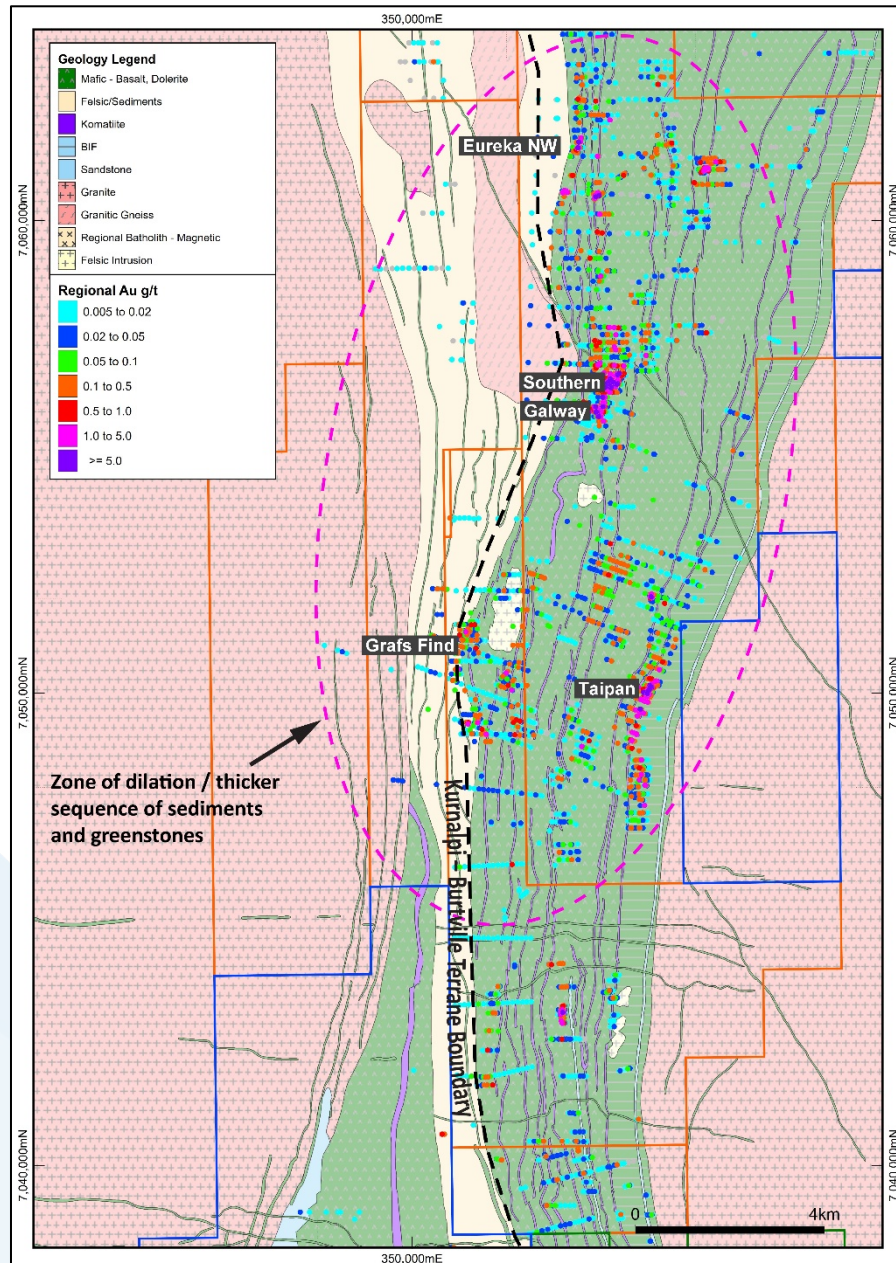 350,000mE
Geology Legend
Mafic - Basalt, Dolerite
Felsic/Sediments
Komatiite
BIF
Sandstone
Granite
Granitic Gneiss
Regional Batholith - Magnetic
Felsic Intrusion
Regional Au g/t
0.005 to 0.02
0.02 to 0.05
0.05 to 0.1
0.1 to 0.5
0.5 to 1.0
1.0 to 5.0
>= 5.0
Eureka NW
7,060,000mN
7,060,000mN
Southern
Galway
Grafs Find
Taipan
7,050,000mN
7,050,000mN
Zone of dilation / thicker
sequence of sediments
and greenstones
Kurnalpi - Burtville Terrane Boundary
7,040,000mN
7,040,000mN
0 4km
350,000mE